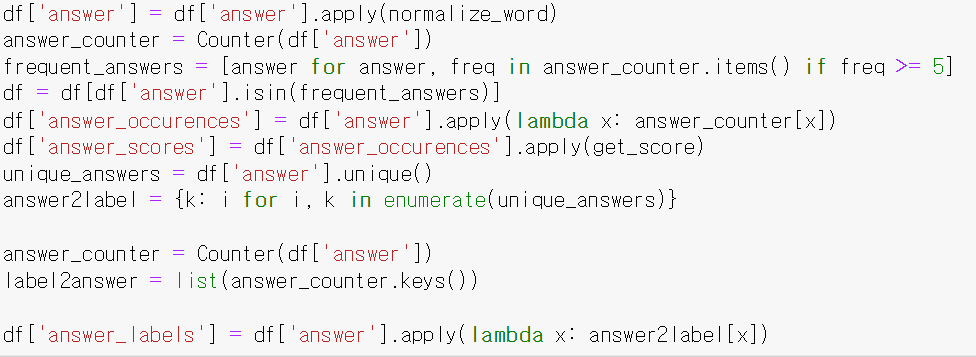 df['answer'] = df['answer'].apply(normalize_word)
answer_counter = Counter(df['answer'])
frequent_answers = [answer for answer, freq in answer_counter.items() if freq >= 5]
df = df[df['answer'].isin(frequent_answers)]
df['answer_occurences'] = df['answer'].apply(lambda x: answer_counter[x])
df['answer_scores'] = df['answer_occurences'].apply(get_score)
unique_answers = df['answer'].unique()
answer2label = {k: i for i, k in enumerate(unique_answers)}

answer_counter = Counter(df['answer'])
label2answer = list(answer_counter.keys())

df['answer_labels'] = df['answer'].apply(lambda x: answer2label[x])